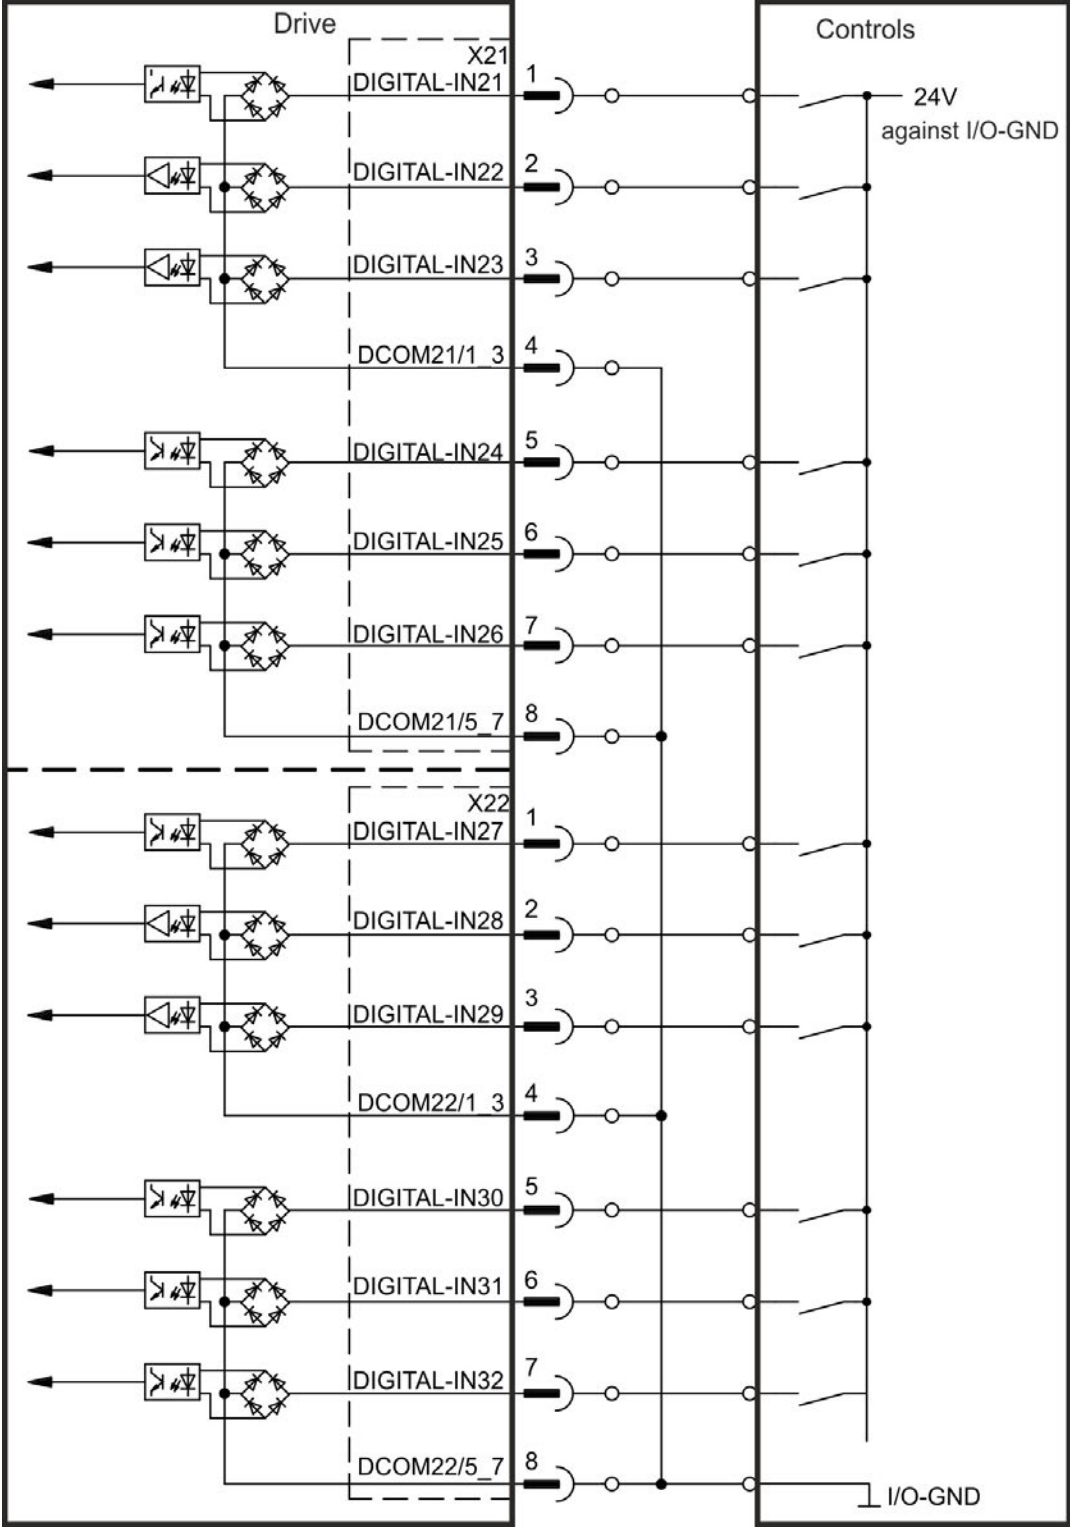 Drive
Controls
X21
DIGITAL-IN21
1
24V
against I/O-GND
DIGITAL-IN22
2
DIGITAL-IN23
3
DCOM21/1_3
4
DIGITAL-IN24
5
DIGITAL-IN25
6
DIGITAL-IN26
7
DCOM21/5_7
8
X22
DIGITAL-IN27
1
DIGITAL-IN28
2
DIGITAL-IN29
3
DCOM22/1_3
4
DIGITAL-IN30
5
DIGITAL-IN31
6
DIGITAL-IN32
7
DCOM22/5_7
8
I/O-GND